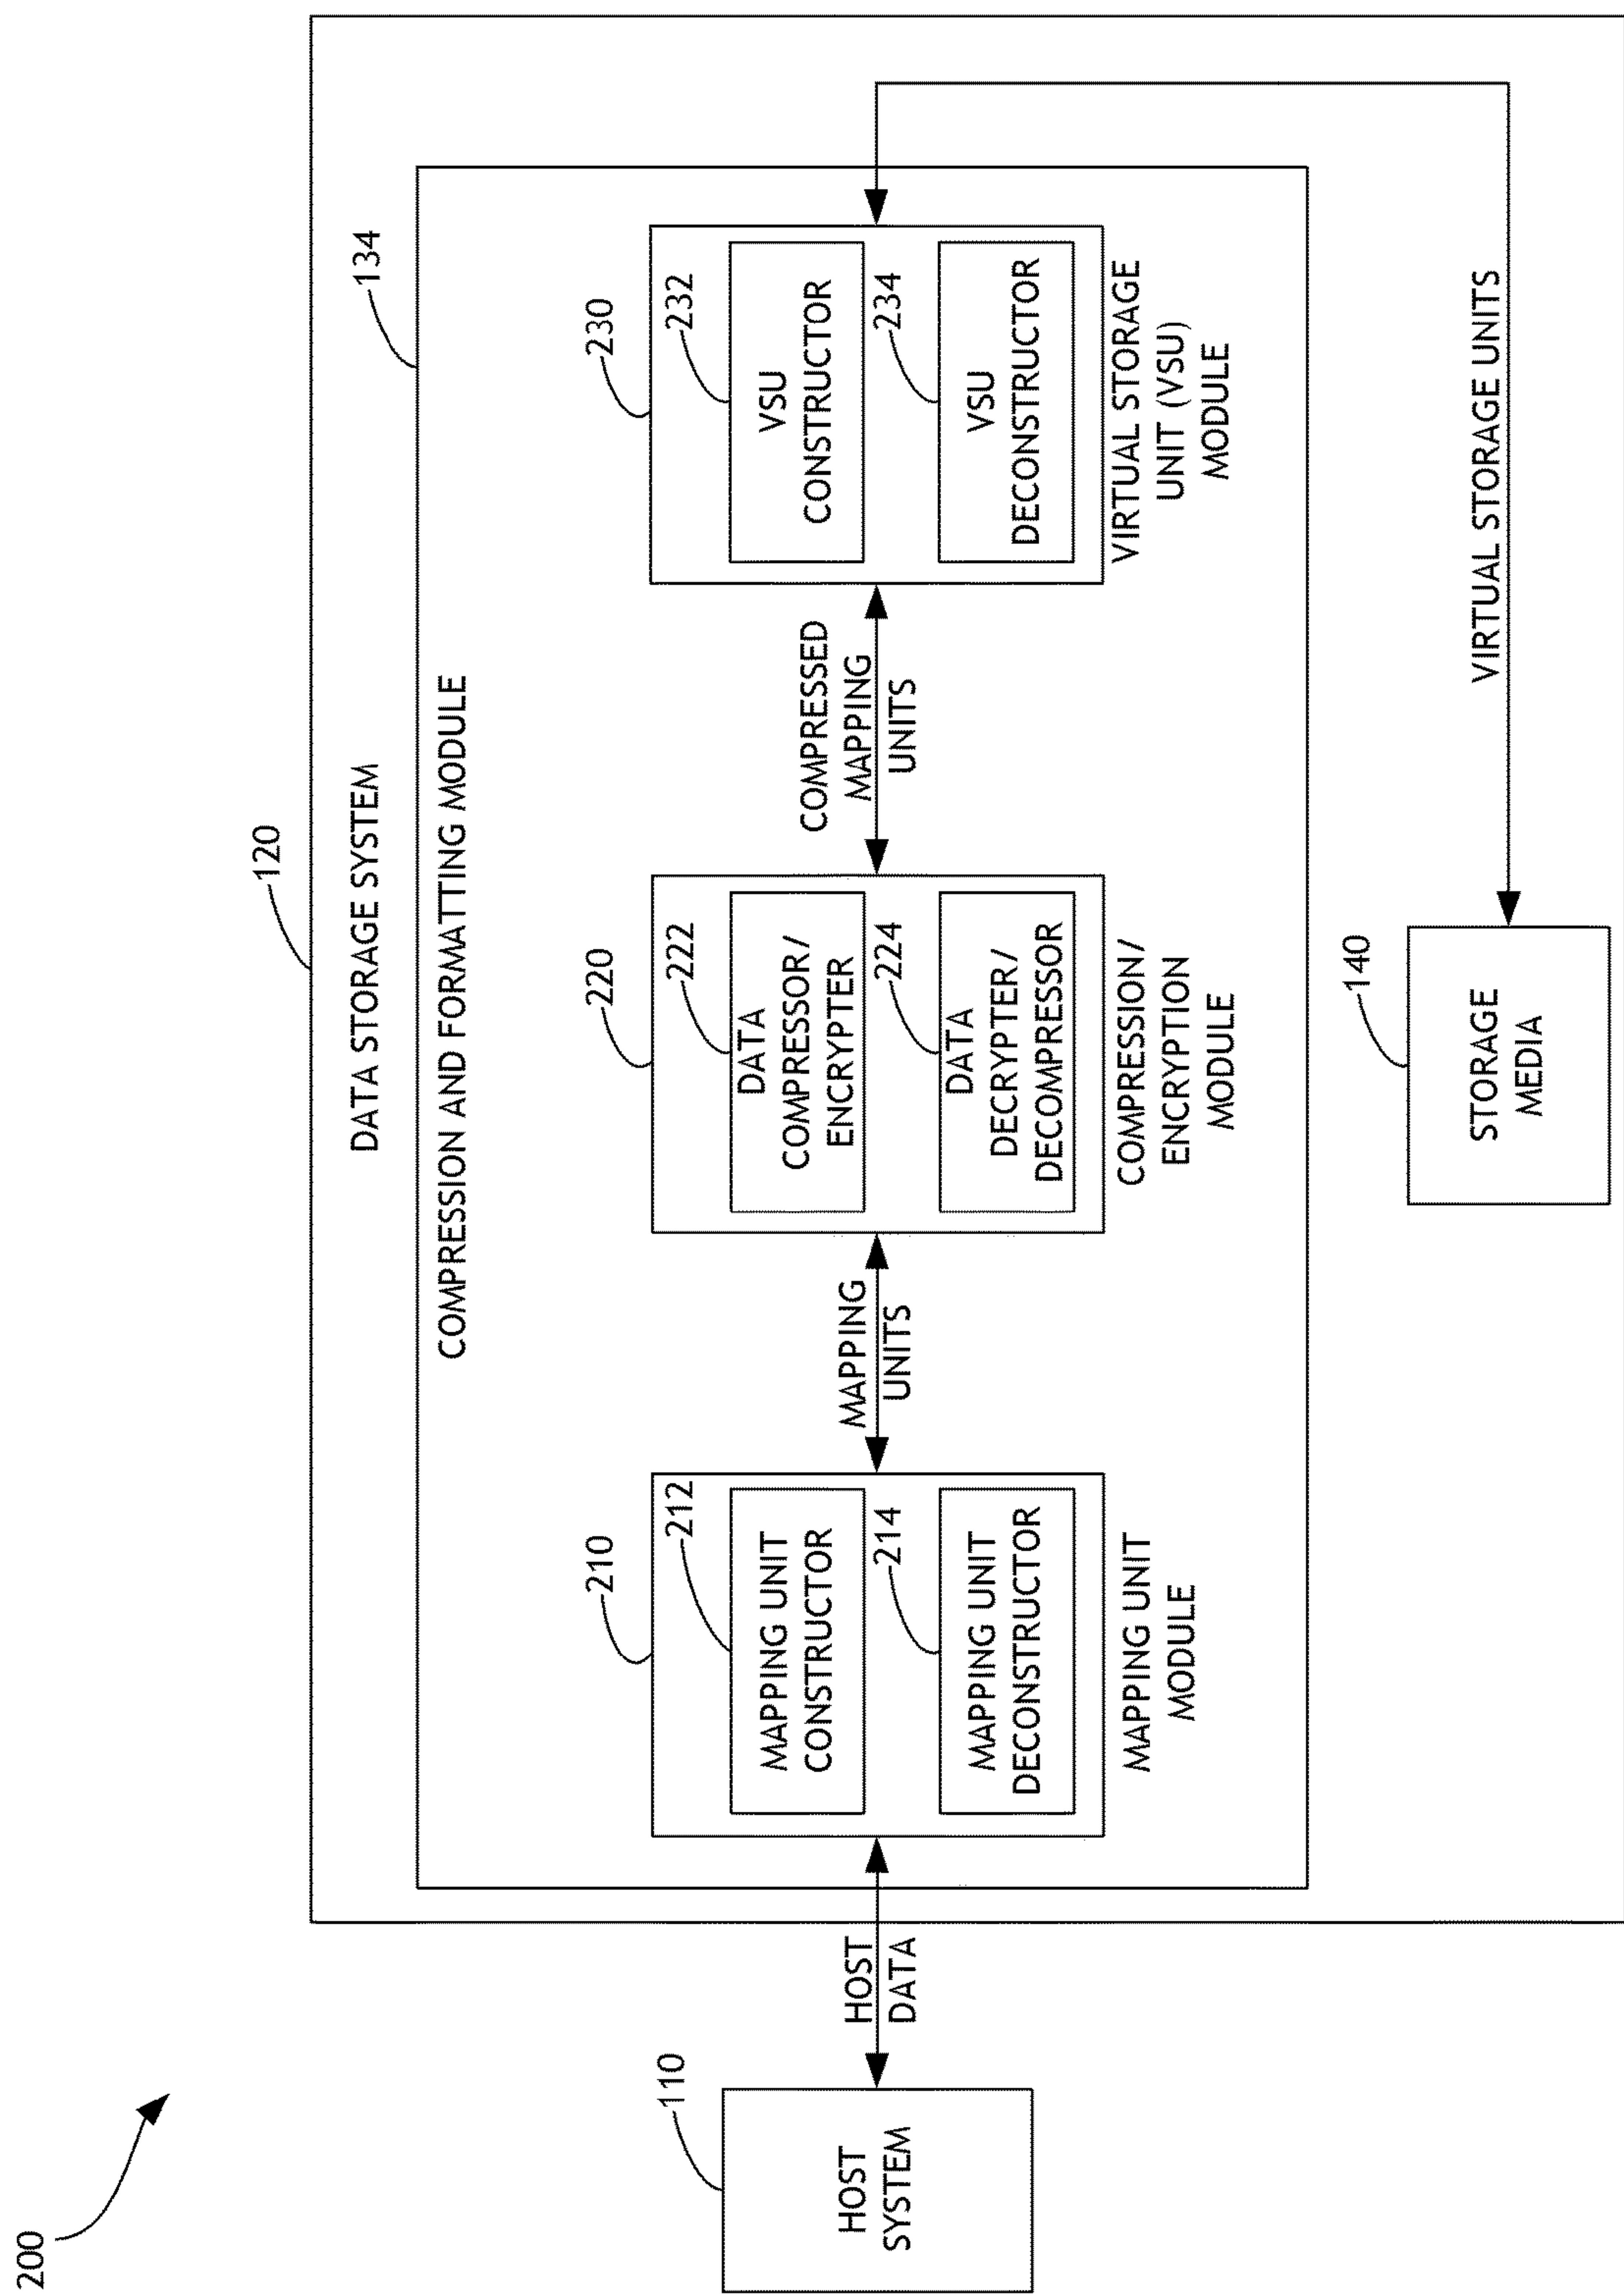 200
120
DATA STORAGE SYSTEM
134
COMPRESSION AND FORMATTING MODULE
110
HOST
SYSTEM
HOST
DATA
210
212
MAPPING UNIT
CONSTRUCTOR
214
MAPPING UNIT
DECONSTRUCTOR
MAPPING UNIT
MODULE
MAPPING
UNITS
220
222
DATA
COMPRESSOR/
ENCRYPTER
224
DATA
DECRYPTER/
DECOMPRESSOR
COMPRESSION/
ENCRYPTION
MODULE
COMPRESSED
MAPPING
UNITS
230
232
VSU
CONSTRUCTOR
234
VSU
DECONSTRUCTOR
VIRTUAL STORAGE
UNIT (VSU)
MODULE
140
STORAGE
MEDIA
VIRTUAL STORAGE UNITS